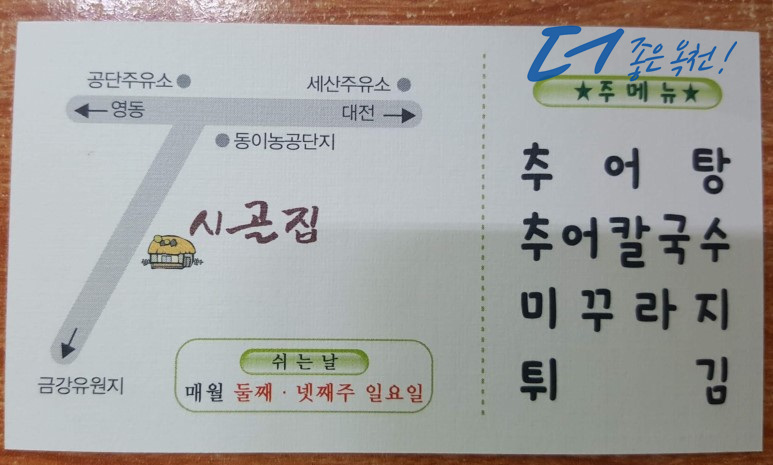 공단주유소
세산주유소
영동
대전
동이농공단지
시골집
금강유원지
쉬는날
매월 둘째 · 넷째주 일요일
더 좋은 옥천!
★주메뉴★
추어탕
추어칼국수
미꾸라지
튀김